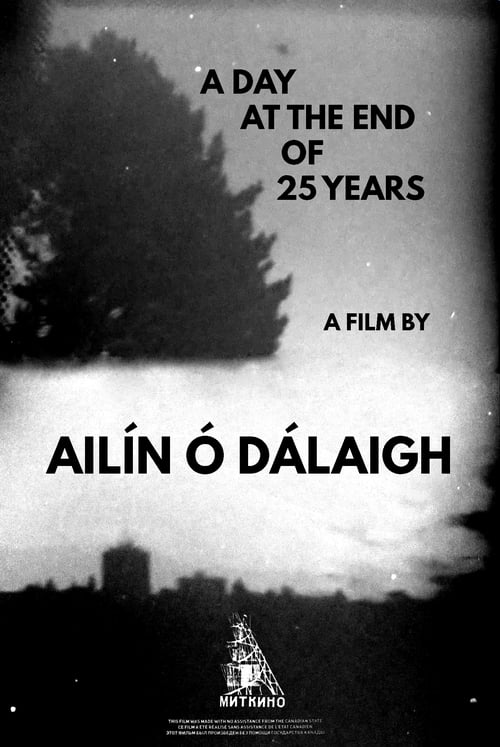 A DAY
AT THE END
OF
25 YEARS
A FILM BY
AILÍN Ó DÁLAIGH
МИТКИНО
THIS FILM WAS MADE WITH NO ASSISTANCE FROM THE CANADIAN STATE
CE FILM A ÉTÉ RÉALISÉ SANS ASSISTANCE DE L'ÉTAT CANADIEN
ЭТОТ ФИЛЬМ БЫЛ ПРОИЗВЕДЕН БЕЗ ПОМОЩИ ГОСУДАРСТВА КАНАДЫ